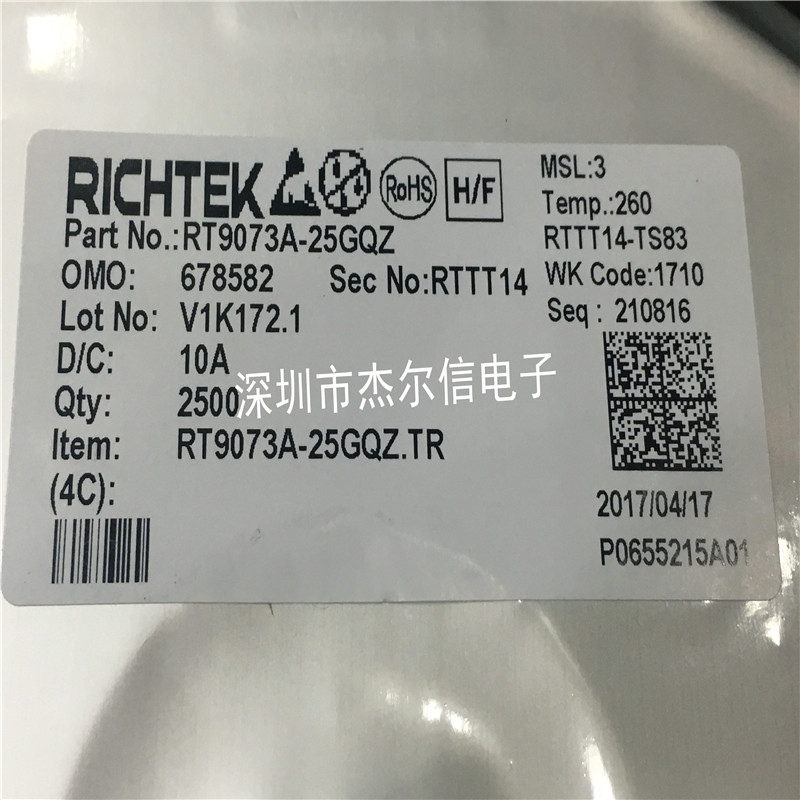 RICHTEK RoHS H/F
Part No.:RT9073A-25GQZ
OMO: 678582 Sec No:RTTT14
Lot No: V1K172.1
D/C: 10A
Qty: 2500
Item: RT9073A-25GQZ.TR
(4C):
MSL:3
Temp.:260
RTTT14-TS83
WK Code:1710
Seq : 210816
深圳市杰尔信电子
2017/04/17
P0655215A01